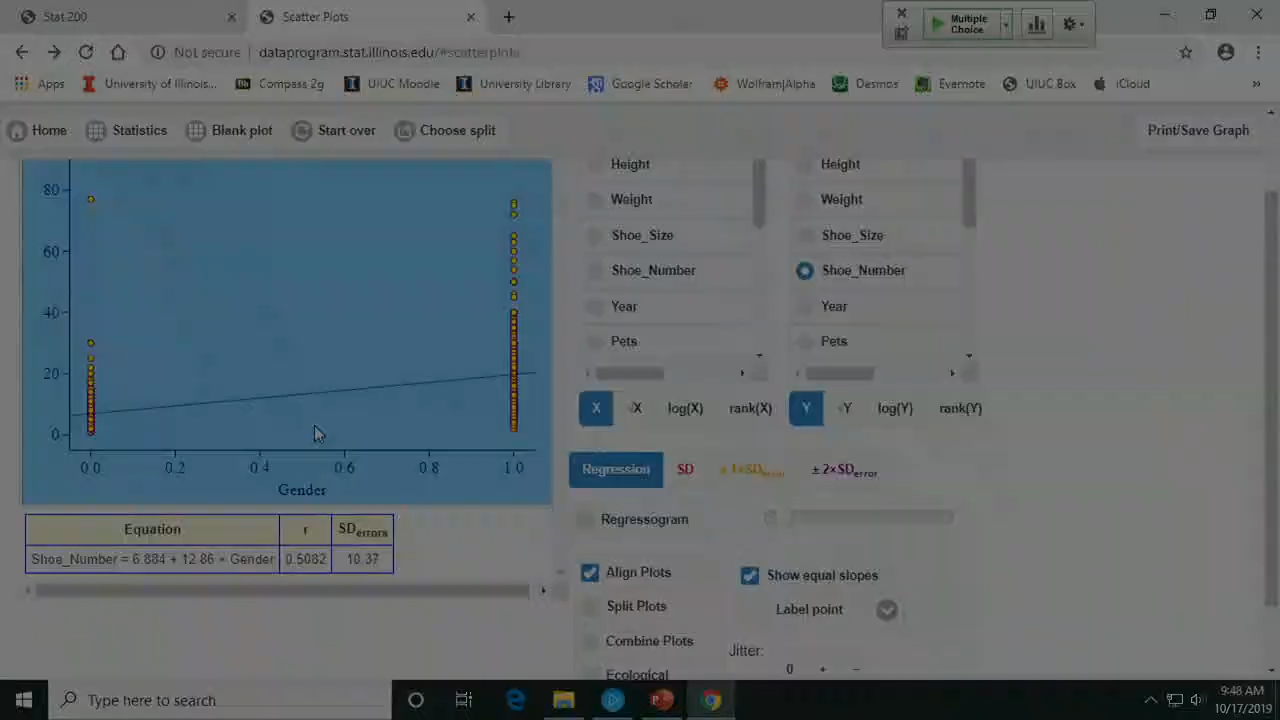 Stat 200
Scatter Plots
Multiple
Choice
Not secure
dataprogram.stat.illinois.edu/#scatterplots
Apps
University of Illinois...
Compass 2g
UIUC Moodle
University Library
Google Scholar
Wolfram|Alpha
Desmos
Evernote
UIUC Box
iCloud
Home
Statistics
Blank plot
Start over
Choose split
Print/Save Graph
80
60
40
20
0
0.0 0.2 0.4 0.6 0.8 1.0
Gender
Height
Weight
Shoe_Size
Shoe_Number
Year
Pets
Height
Weight
Shoe_Size
Shoe_Number
Year
Pets
X √X log(X) rank(X)
Y √Y log(Y) rank(Y)
Regression SD ± 1×SDerror ± 2×SDerror
Regressogram
Equation r SDerrors
Shoe_Number = 6.884 + 12.86 * Gender 0.5082 10.37
Align Plots
Show equal slopes
Split Plots
Label point
Combine Plots
Jitter:
Ecological
0 + −
Type here to search
9:48 AM
10/17/2019